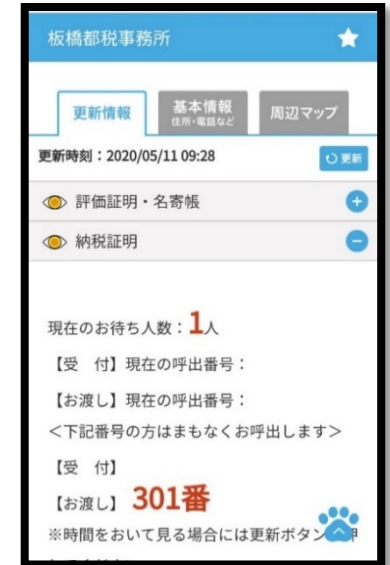 板橋都税事務所
更新情報
基本情報
住所・電話など
周辺マップ
更新時刻：2020/05/11 09:28
更新
評価証明・名寄帳
納税証明
現在のお待ち人数：1人
【受　付】現在の呼出番号：
【お渡し】現在の呼出番号：
＜下記番号の方はまもなくお呼出します＞
【受　付】
【お渡し】 301番
※時間をおいて見る場合には更新ボタン